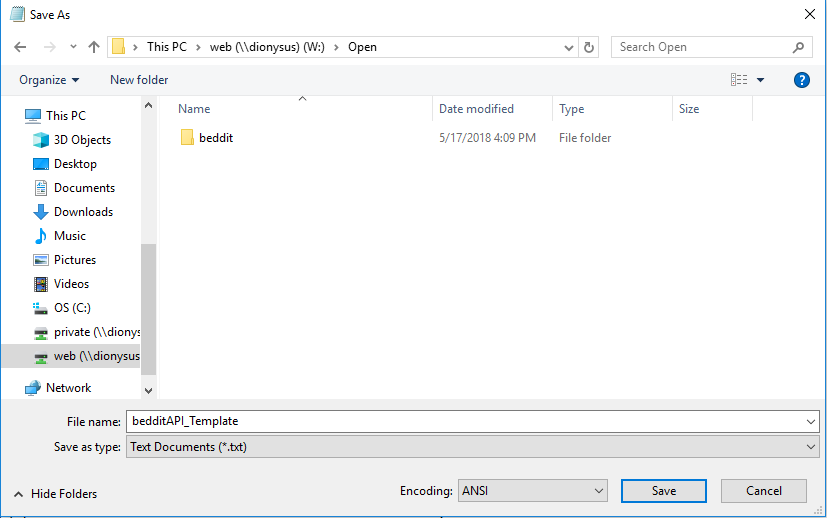 Save As
This PC > web (\\dionysus) (W:) > Open
Search Open
Organize
New folder
Name
Date modified
Type
Size
beddit
5/17/2018 4:09 PM
File folder
This PC
3D Objects
Desktop
Documents
Downloads
Music
Pictures
Videos
OS (C:)
private (\\dionys
web (\\dionysus
Network
File name: bedditAPI_Template
Save as type: Text Documents (*.txt)
Hide Folders
Encoding: ANSI
Save
Cancel